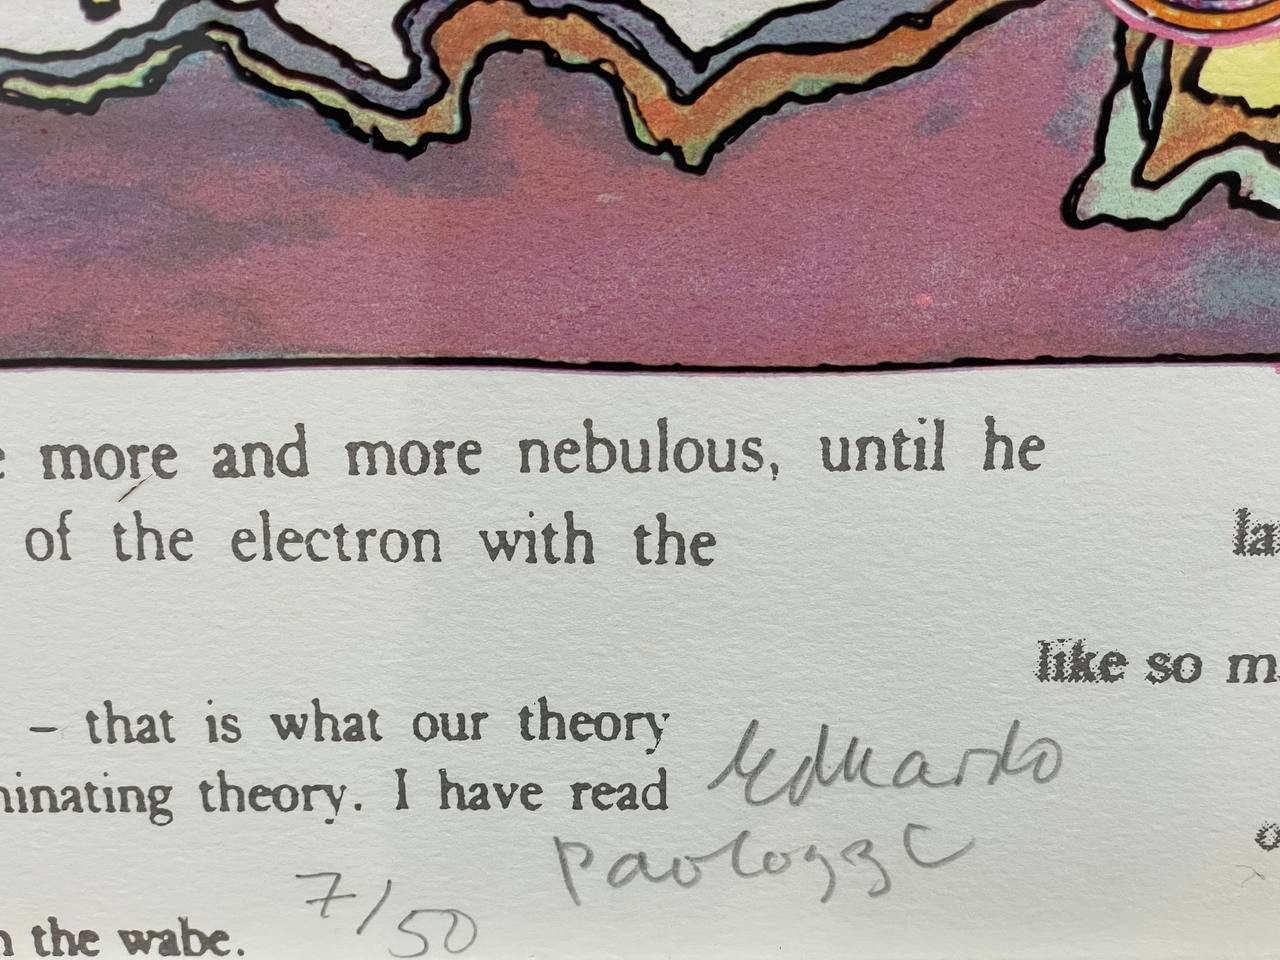 more and more nebulous, until he
of the electron with the
la
like so m
– that is what our theory
inating theory. I have read
Eduardo
Paolozzi
7/50
the wabe.